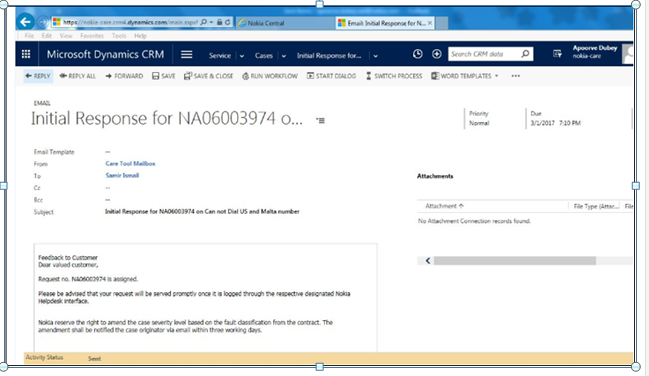 https://nokia-care.crm4.dynamics.com/main.aspx
Nokia Central
Email: Initial Response for N...
File Edit View Favorites Tools Help
Microsoft Dynamics CRM
Service
Cases
Initial Response for...
Search CRM data
Apoorve Dubey
nokia-care
REPLY
REPLY ALL
FORWARD
SAVE
SAVE & CLOSE
RUN WORKFLOW
START DIALOG
SWITCH PROCESS
WORD TEMPLATES
EMAIL
Initial Response for NA06003974 o...
Priority
Normal
Due
3/1/2017 7:10 PM
Email Template --
From Care Tool Mailbox
To Samir Ismail
Cc --
Bcc --
Subject Initial Response for NA06003974 on Can not Dial US and Malta number
Attachments
Attachment
File Type (Attac...
File
No Attachment Connection records found.
Feedback to Customer
Dear valued customer,
Request no. NA06003974 is assigned.
Please be advised that your request will be served promptly once it is logged through the respective designated Nokia
Helpdesk interface.
Nokia reserve the right to amend the case severity level based on the fault classification from the contract. The
amendment shall be notified the case originator via email within three working days.
Activity Status Sent